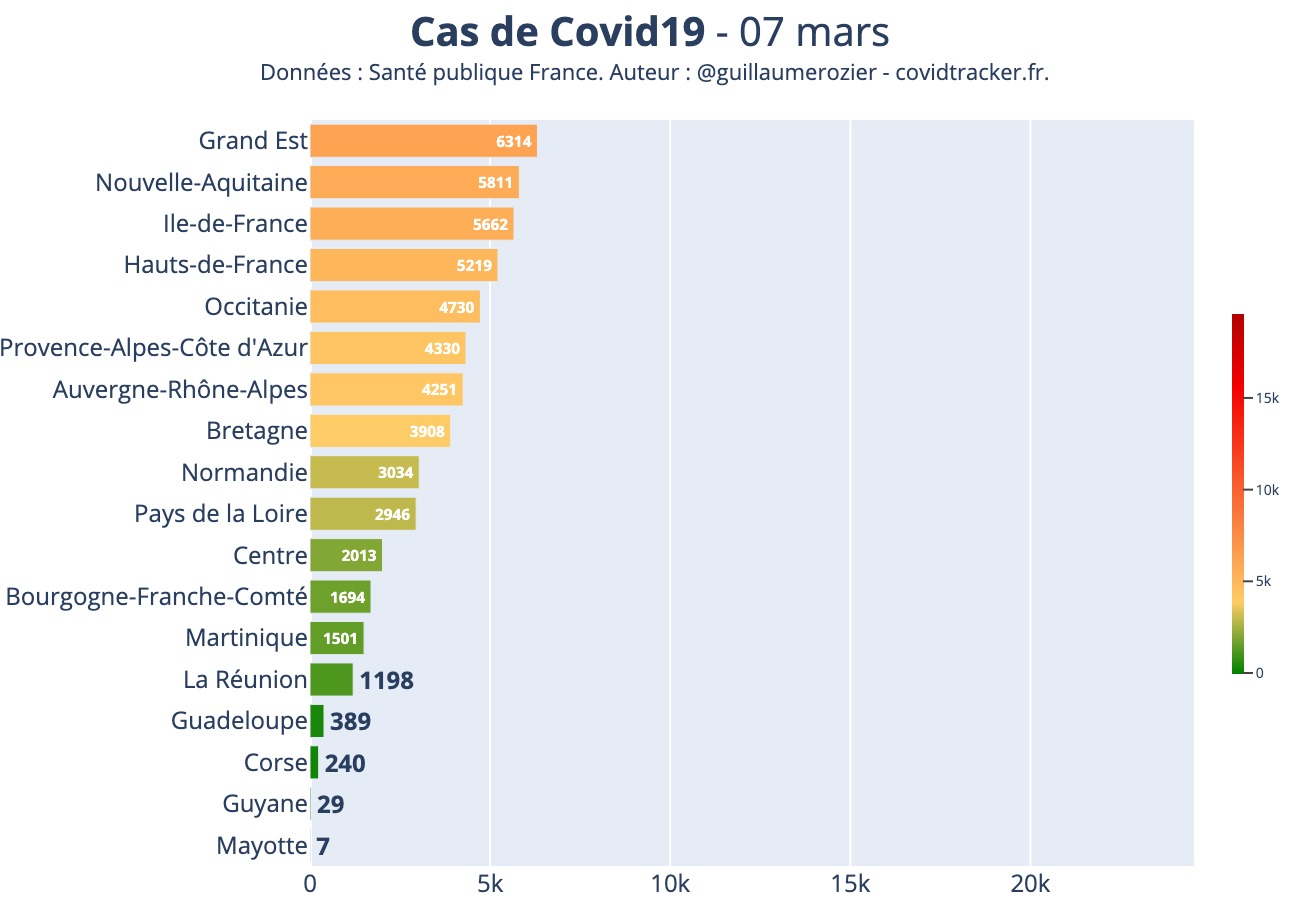 Cas de Covid19 - 07 mars
Données : Santé publique France. Auteur : @guillaumerozier - covidtracker.fr.
Grand Est 6314
Nouvelle-Aquitaine 5811
Ile-de-France 5662
Hauts-de-France 5219
Occitanie 4730
Provence-Alpes-Côte d'Azur 4330
Auvergne-Rhône-Alpes 4251
Bretagne 3908
Normandie 3034
Pays de la Loire 2946
Centre 2013
Bourgogne-Franche-Comté 1694
Martinique 1501
La Réunion 1198
Guadeloupe 389
Corse 240
Guyane 29
Mayotte 7
0 5k 10k 15k 20k
15k
10k
5k
0